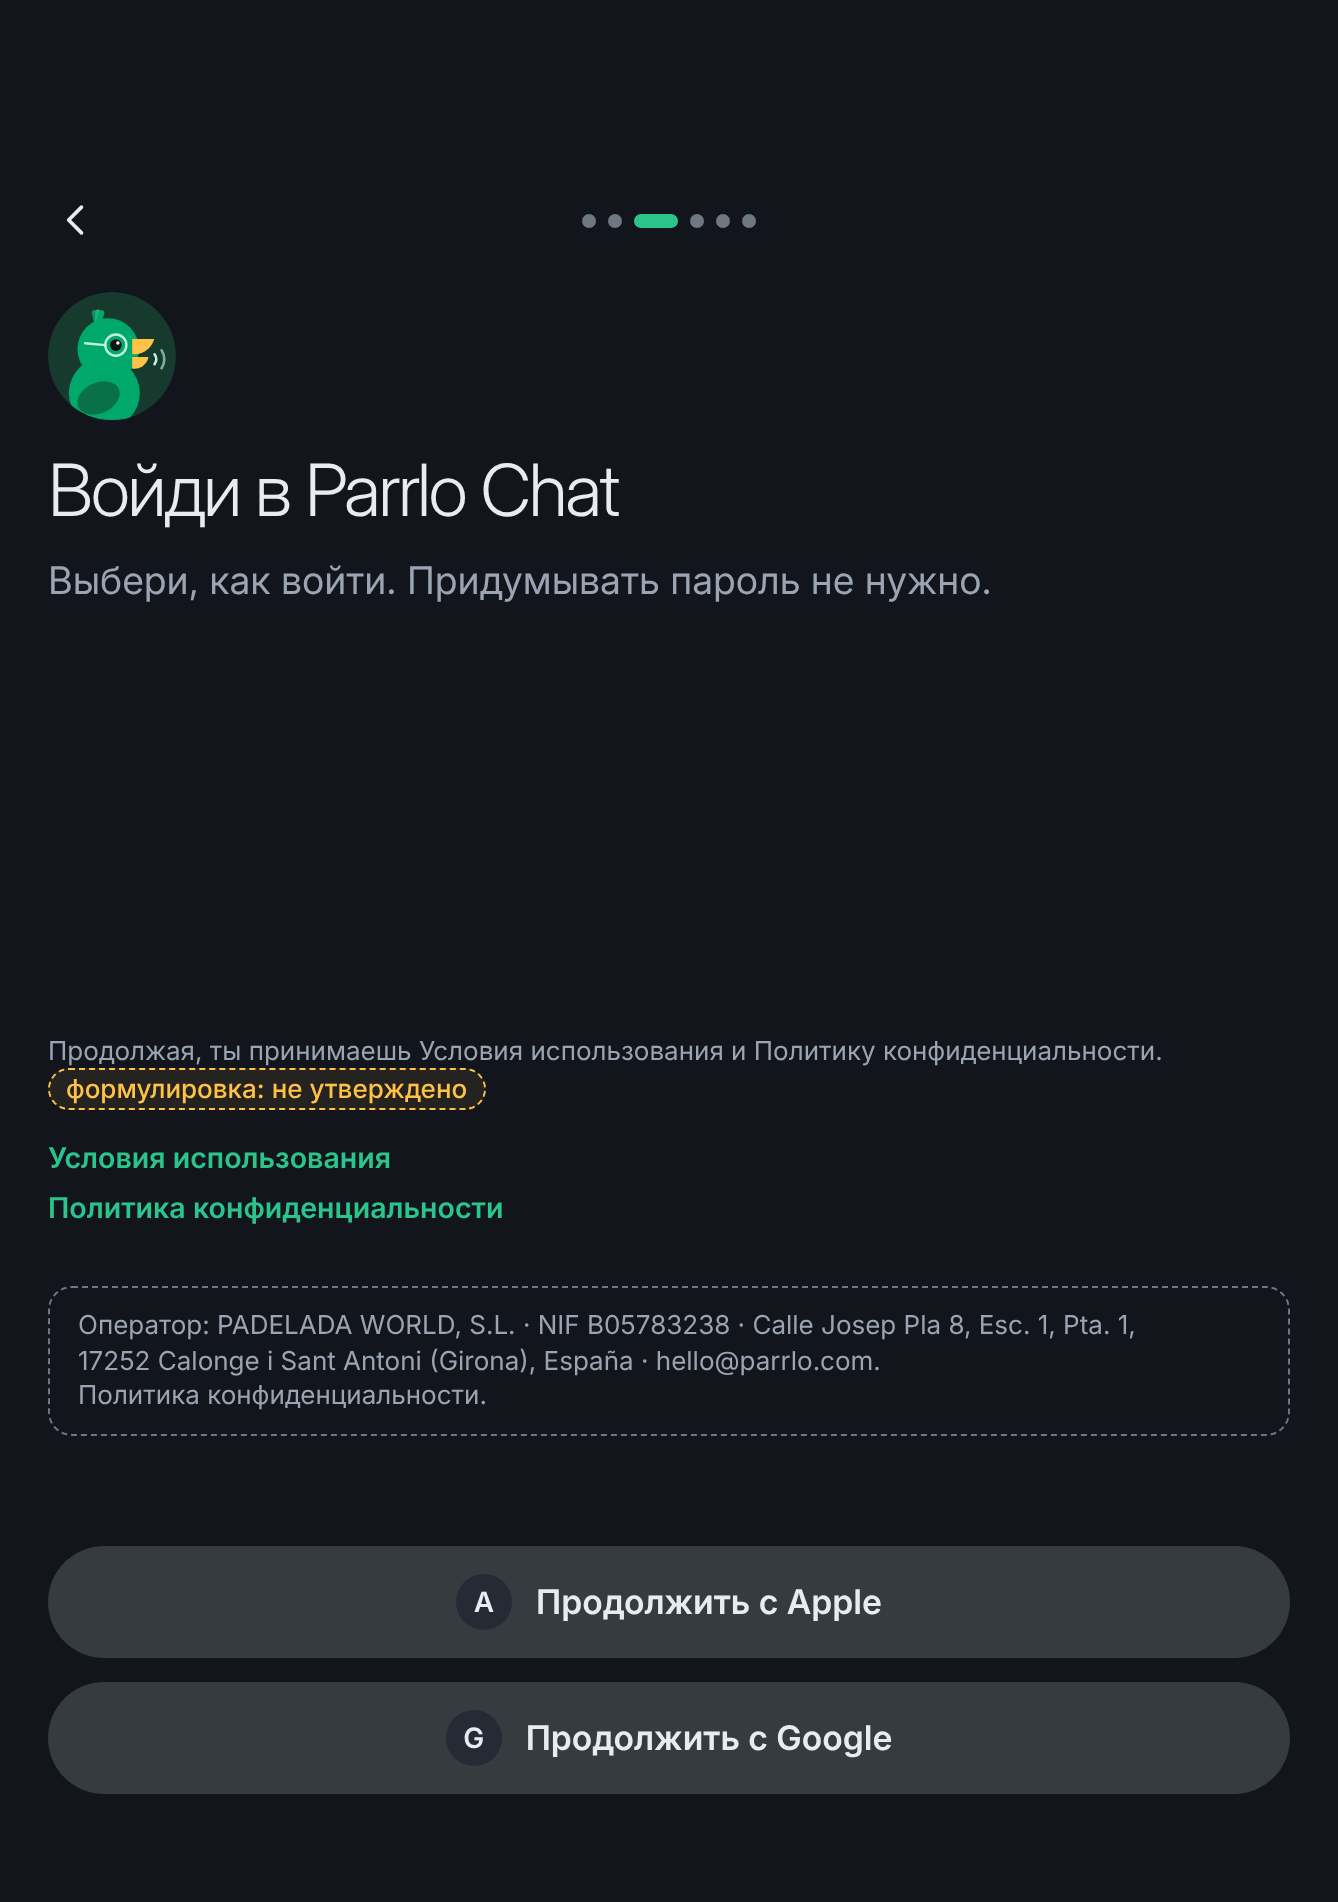 Войди в Parrlo Chat
Выбери, как войти. Придумывать пароль не нужно.
Продолжая, ты принимаешь Условия использования и Политику конфиденциальности.
формулировка: не утверждено
Условия использования
Политика конфиденциальности
Оператор: PADELADA WORLD, S.L. · NIF B05783238 · Calle Josep Pla 8, Esc. 1, Pta. 1,
17252 Calonge i Sant Antoni (Girona), España · hello@parrlo.com.
Политика конфиденциальности.
A Продолжить с Apple
G Продолжить с Google